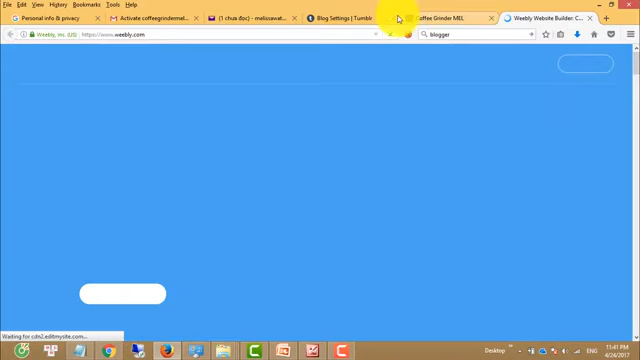 File Edit View History Bookmarks Tools Help
Personal info & privacy
Activate coffeegrindermel...
(1 chưa đọc) - melissawat...
Blog Settings | Tumblr
Coffee Grinder MEL
Weebly Website Builder: C...
Weebly, Inc. (US)
https://www.weebly.com
blogger
Waiting for cdn2.editmysite.com...
Desktop
ENG
11:41 PM
4/24/2017